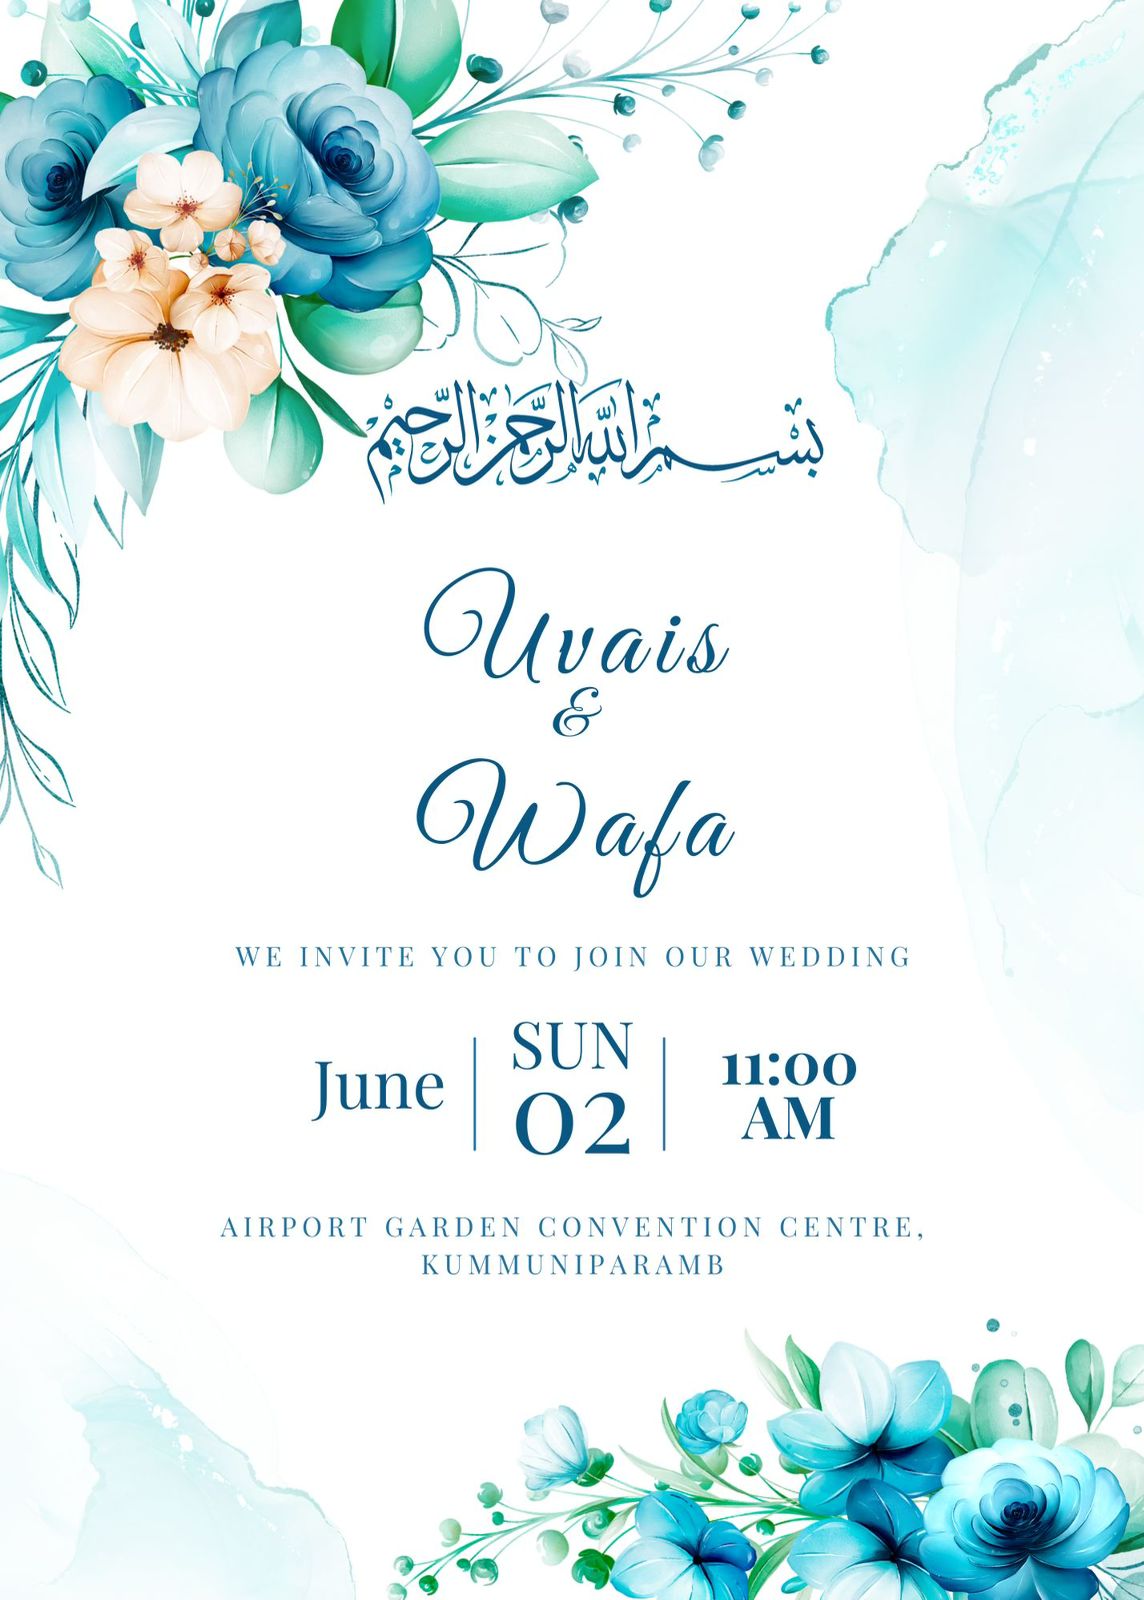 بسم الله الرحمن الرحيم
Uvais
&
Wafa
WE INVITE YOU TO JOIN OUR WEDDING
June
SUN
02
11:00
AM
AIRPORT GARDEN CONVENTION CENTRE,
KUMMUNIPARAMB